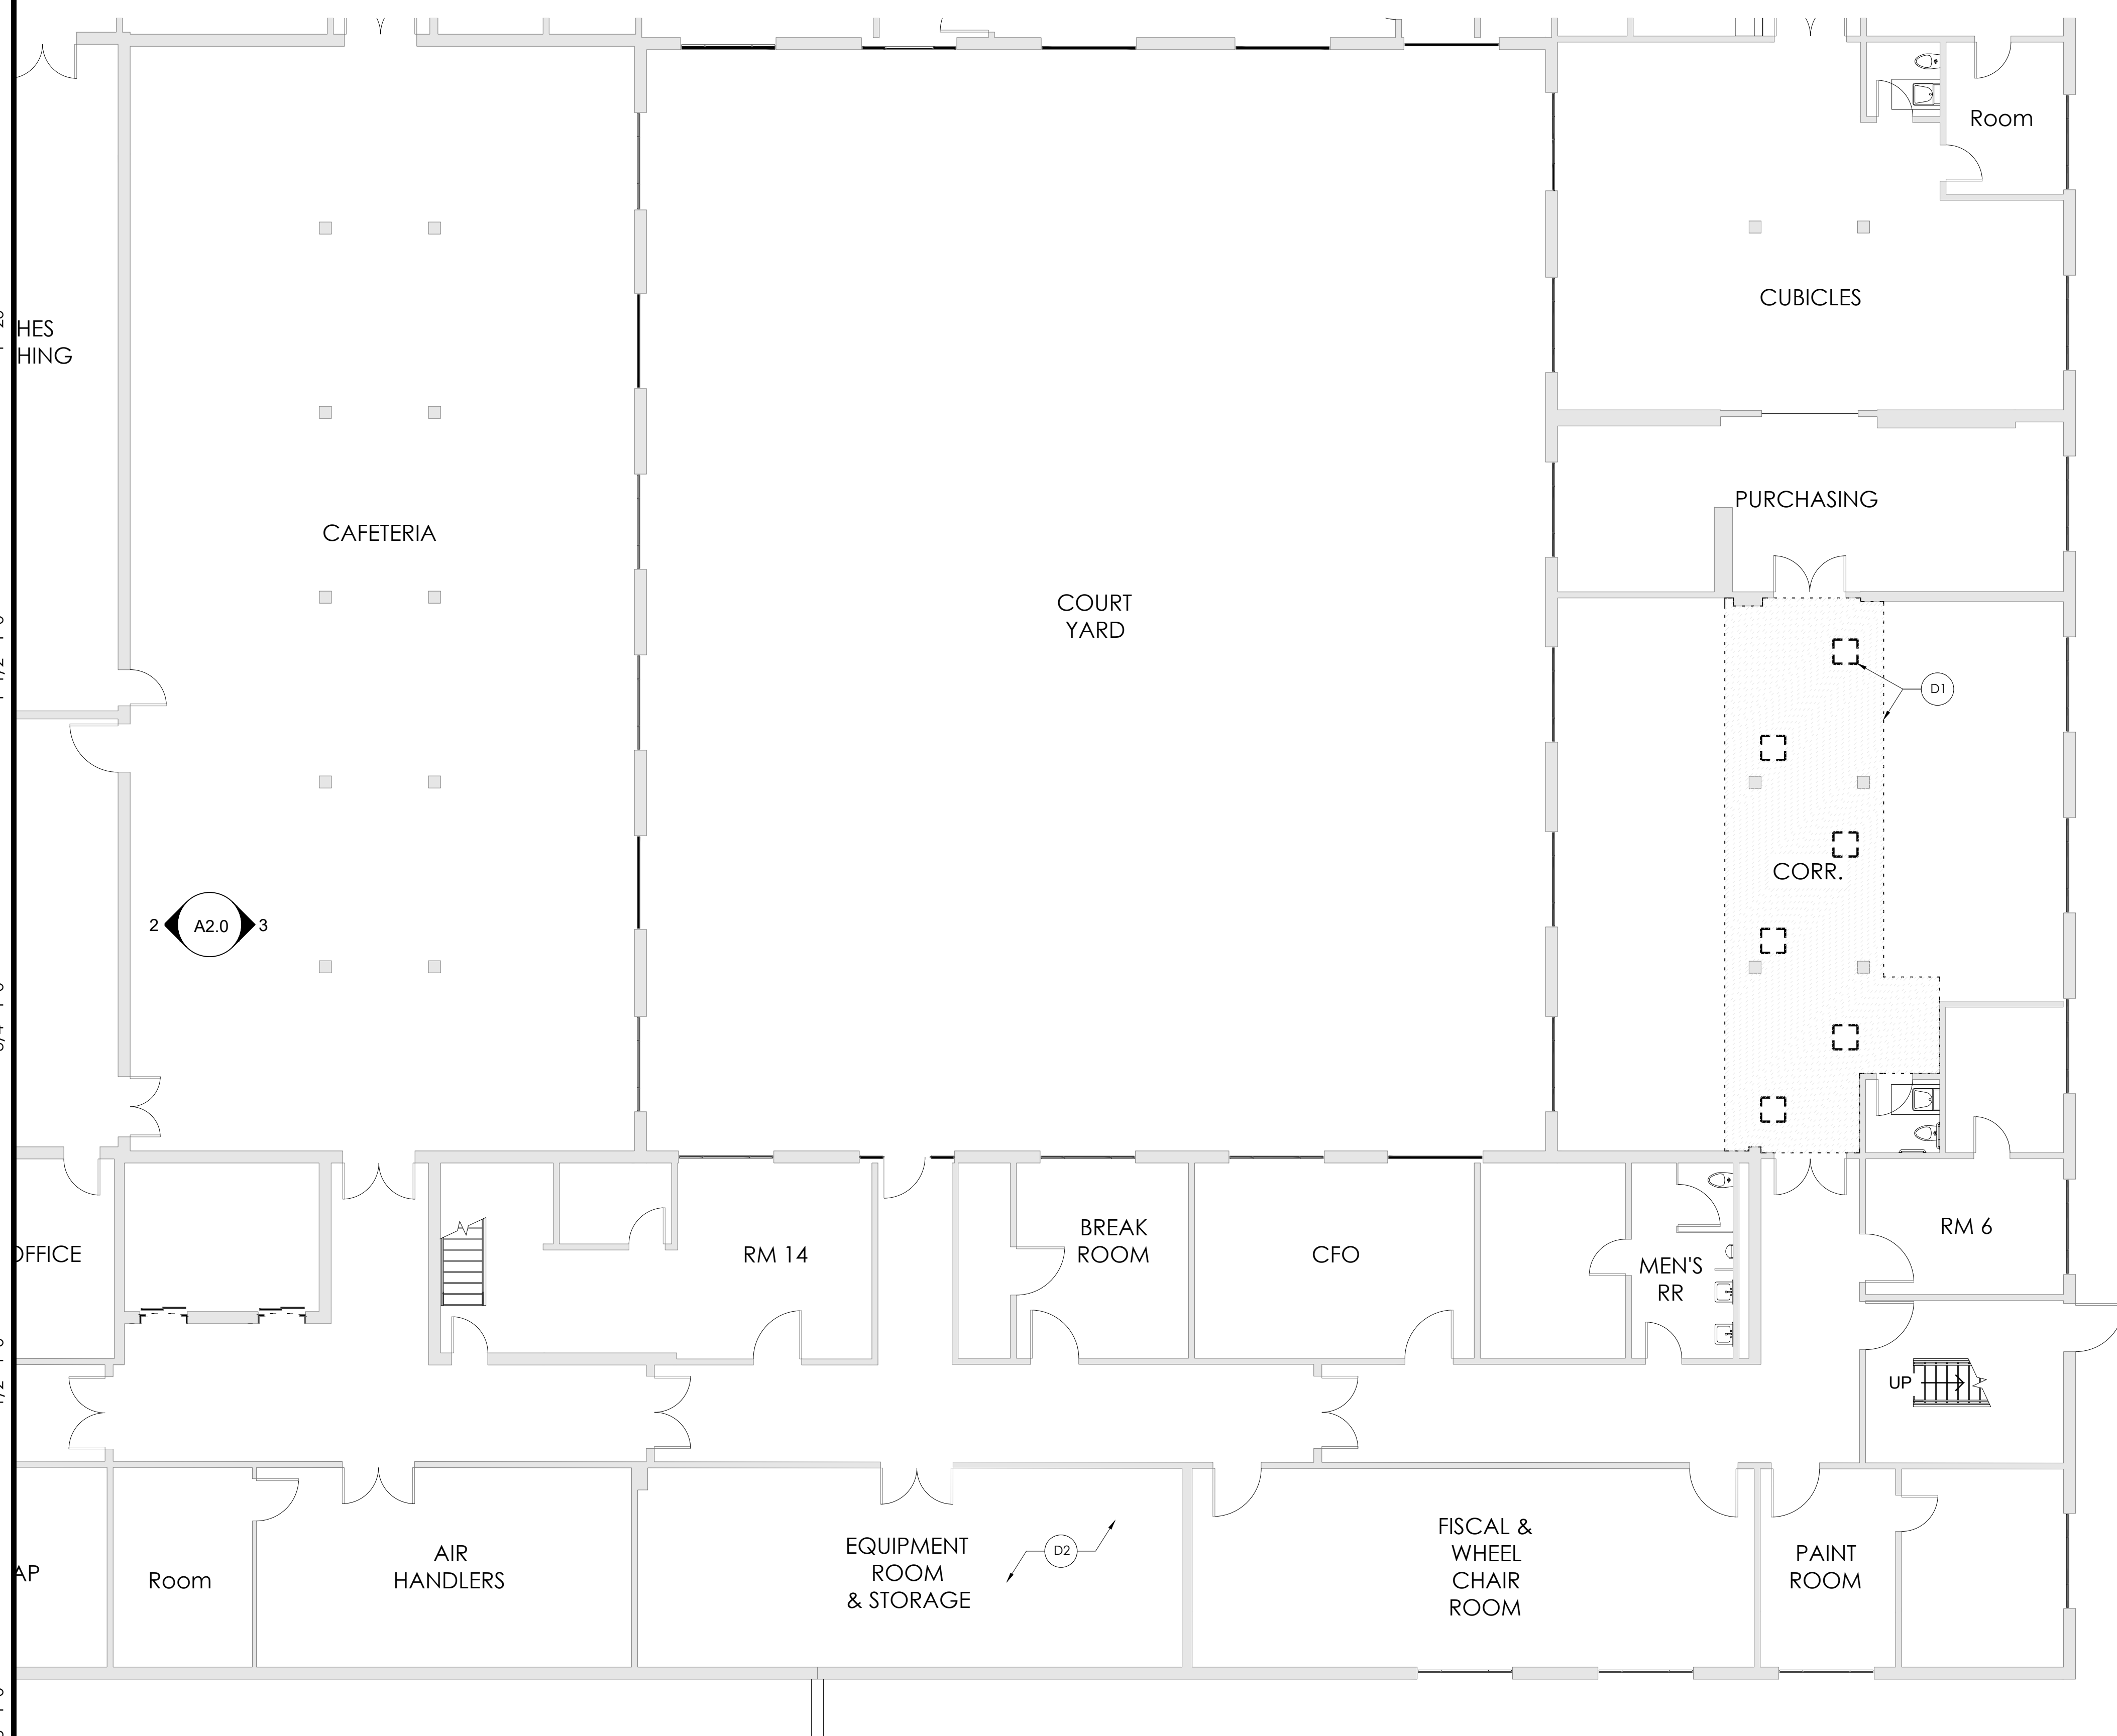 Room
HES
HING
CUBICLES
CAFETERIA
PURCHASING
COURT
YARD
D1
CORR.
2
A2.0
3
OFFICE
RM 14
BREAK
ROOM
CFO
MEN'S
RR
RM 6
UP
AP
Room
AIR
HANDLERS
EQUIPMENT
ROOM
& STORAGE
D2
FISCAL &
WHEEL
CHAIR
ROOM
PAINT
ROOM